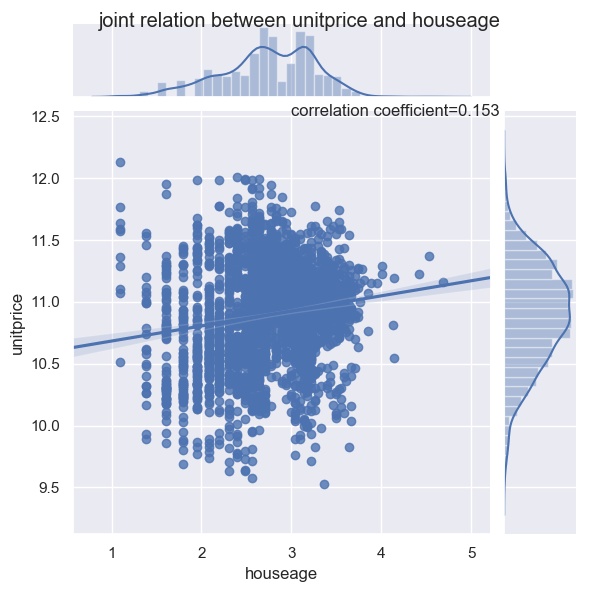 joint relation between unitprice and houseage
correlation coefficient=0.153
12.5
12.0
11.5
11.0
10.5
10.0
9.5
unitprice
1 2 3 4 5
houseage